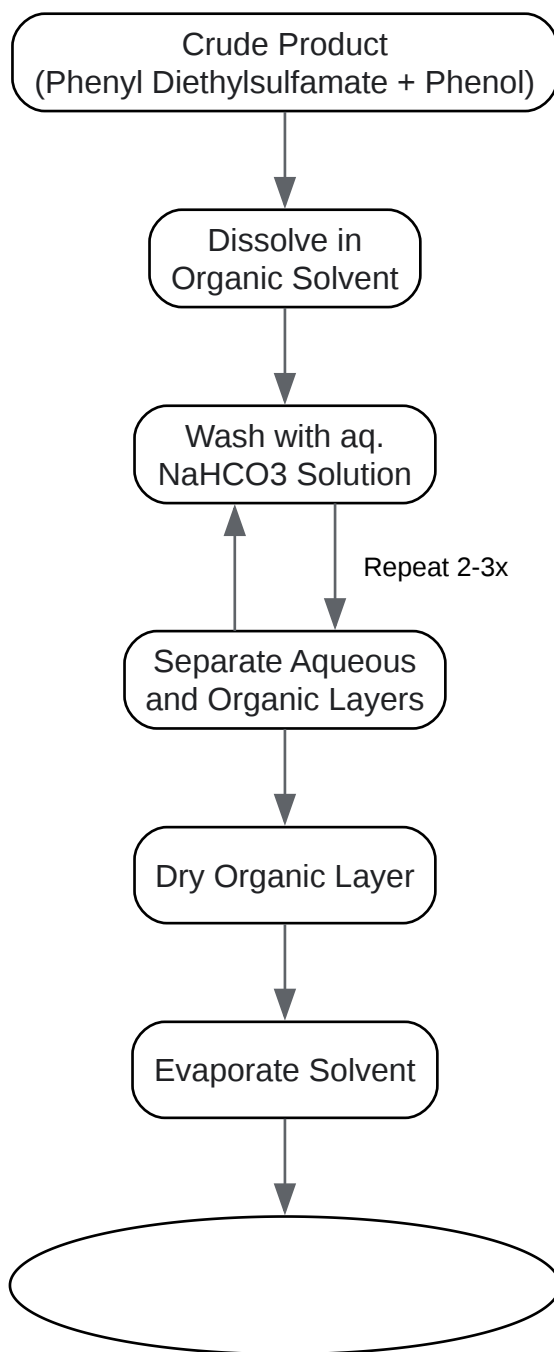 Crude Product
(Phenyl Diethylsulfamate + Phenol)
Dissolve in
Organic Solvent
Wash with aq.
NaHCO3 Solution
Repeat 2-3x
Separate Aqueous
and Organic Layers
Dry Organic Layer
Evaporate Solvent